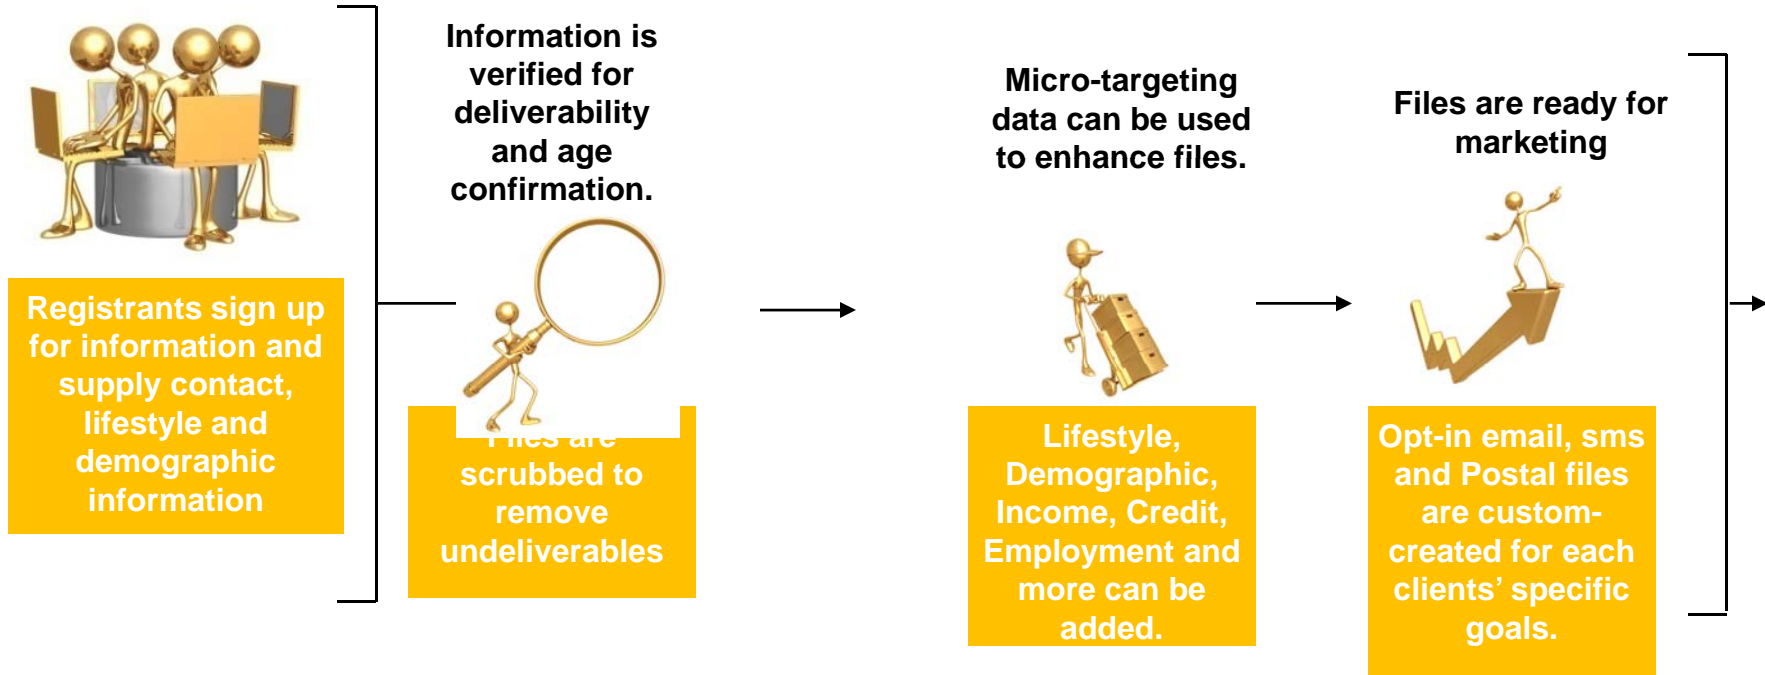 Registrants sign up
for information and
supply contact,
lifestyle and
demographic
information
Information is
verified for
deliverability
and age
confirmation.
Files are
scrubbed to
remove
undeliverables
Micro-targeting
data can be used
to enhance files.
Lifestyle,
Demographic,
Income, Credit,
Employment and
more can be
added.
Files are ready for
marketing
Opt-in email, sms
and Postal files
are custom-
created for each
clients’ specific
goals.